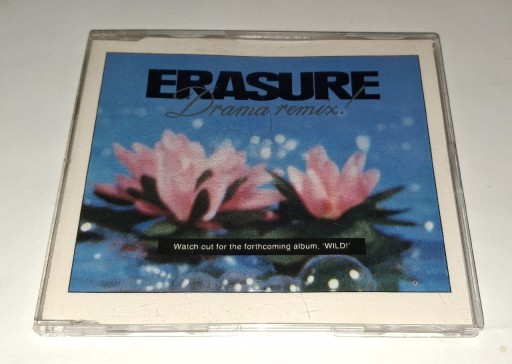 ERASURE
Drama remix!
Watch out for the forthcoming album, 'WILD!'